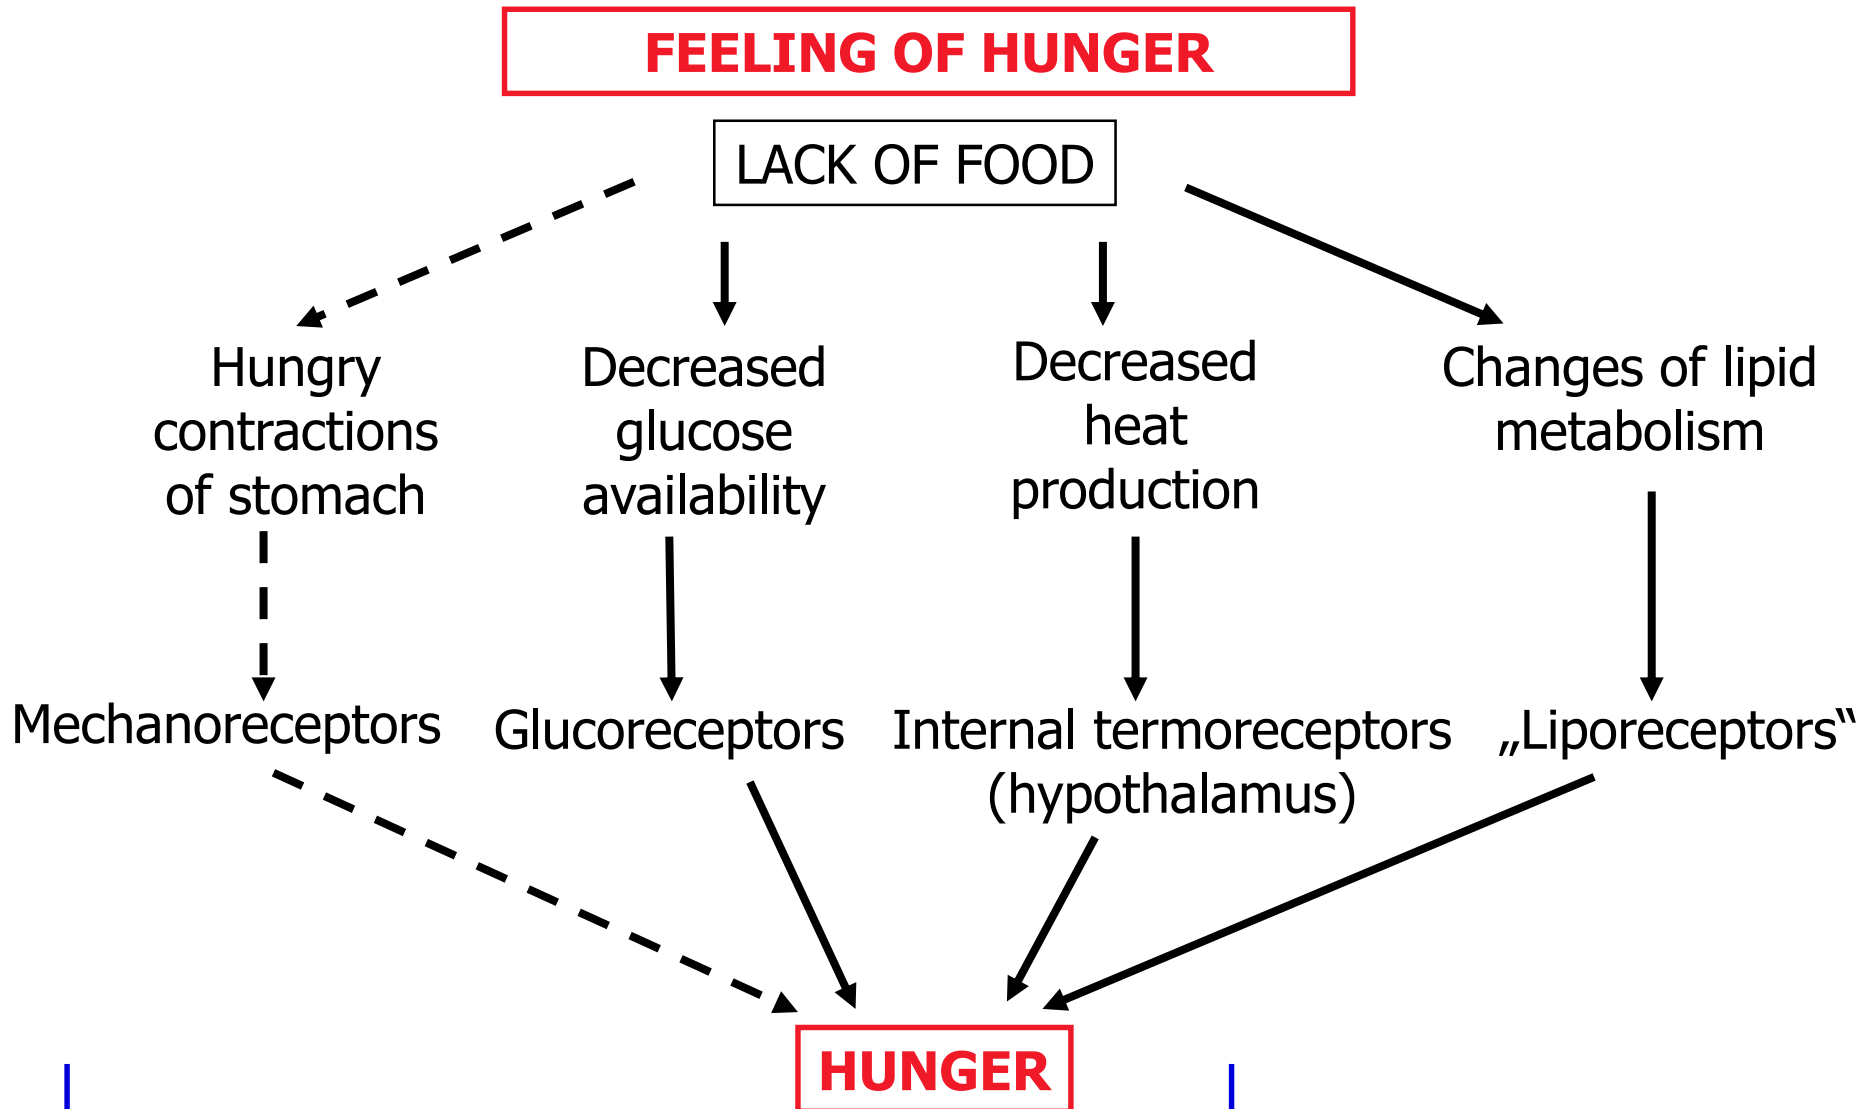 FEELING OF HUNGER
LACK OF FOOD
Hungry
contractions
of stomach
Decreased
glucose
availability
Decreased
heat
production
Changes of lipid
metabolism
Mechanoreceptors
Glucoreceptors
Internal termoreceptors
(hypothalamus)
„Liporeceptors“
HUNGER